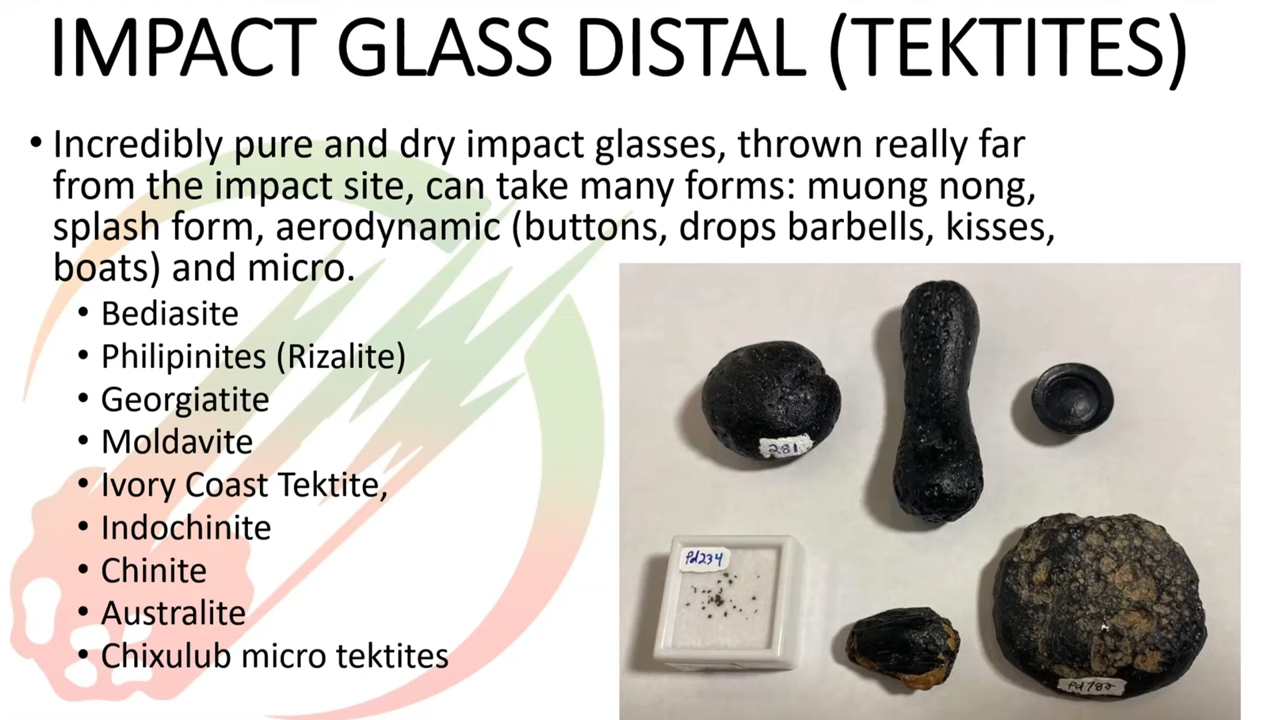 IMPACT GLASS DISTAL (TEKTITES)
• Incredibly pure and dry impact glasses, thrown really far
from the impact site, can take many forms: muong nong,
splash form, aerodynamic (buttons, drops barbells, kisses,
boats) and micro.
• Bediasite
• Philipinites (Rizalite)
• Georgiatite
• Moldavite
• Ivory Coast Tektite,
• Indochinite
• Chinite
• Australite
• Chixulub micro tektites
281
Pd234
Pd782